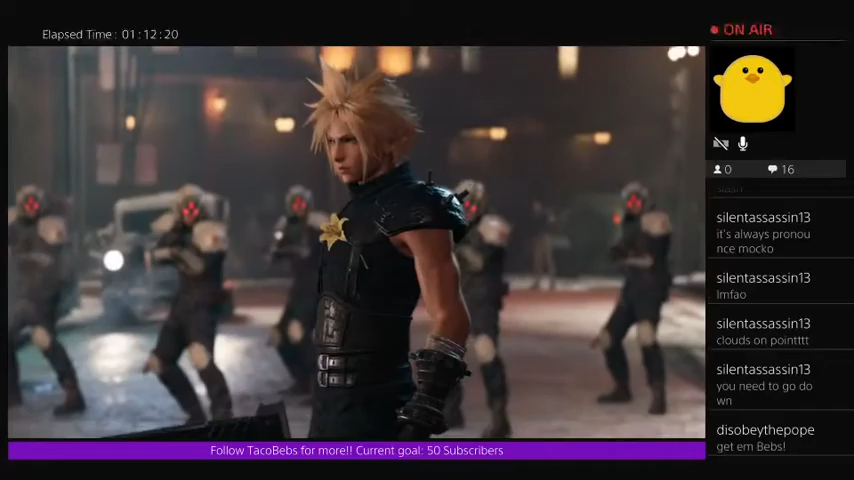 Elapsed Time : 01:12:20
ON AIR
0
16
silentassassin13
it's always pronou
nce mocko
silentassassin13
lmfao
silentassassin13
clouds on pointttt
silentassassin13
you need to go do
wn
disobeythepope
get em Bebs!
Follow TacoBebs for more!! Current goal: 50 Subscribers